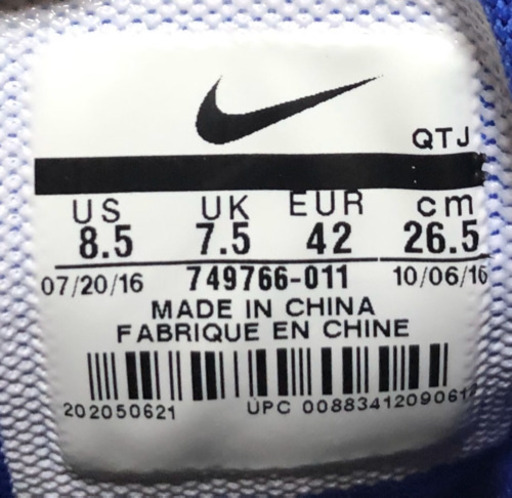 QTJ
US UK EUR cm
8.5 7.5 42 26.5
07/20/16 749766-011 10/06/16
MADE IN CHINA
FABRIQUE EN CHINE
202050621 UPC